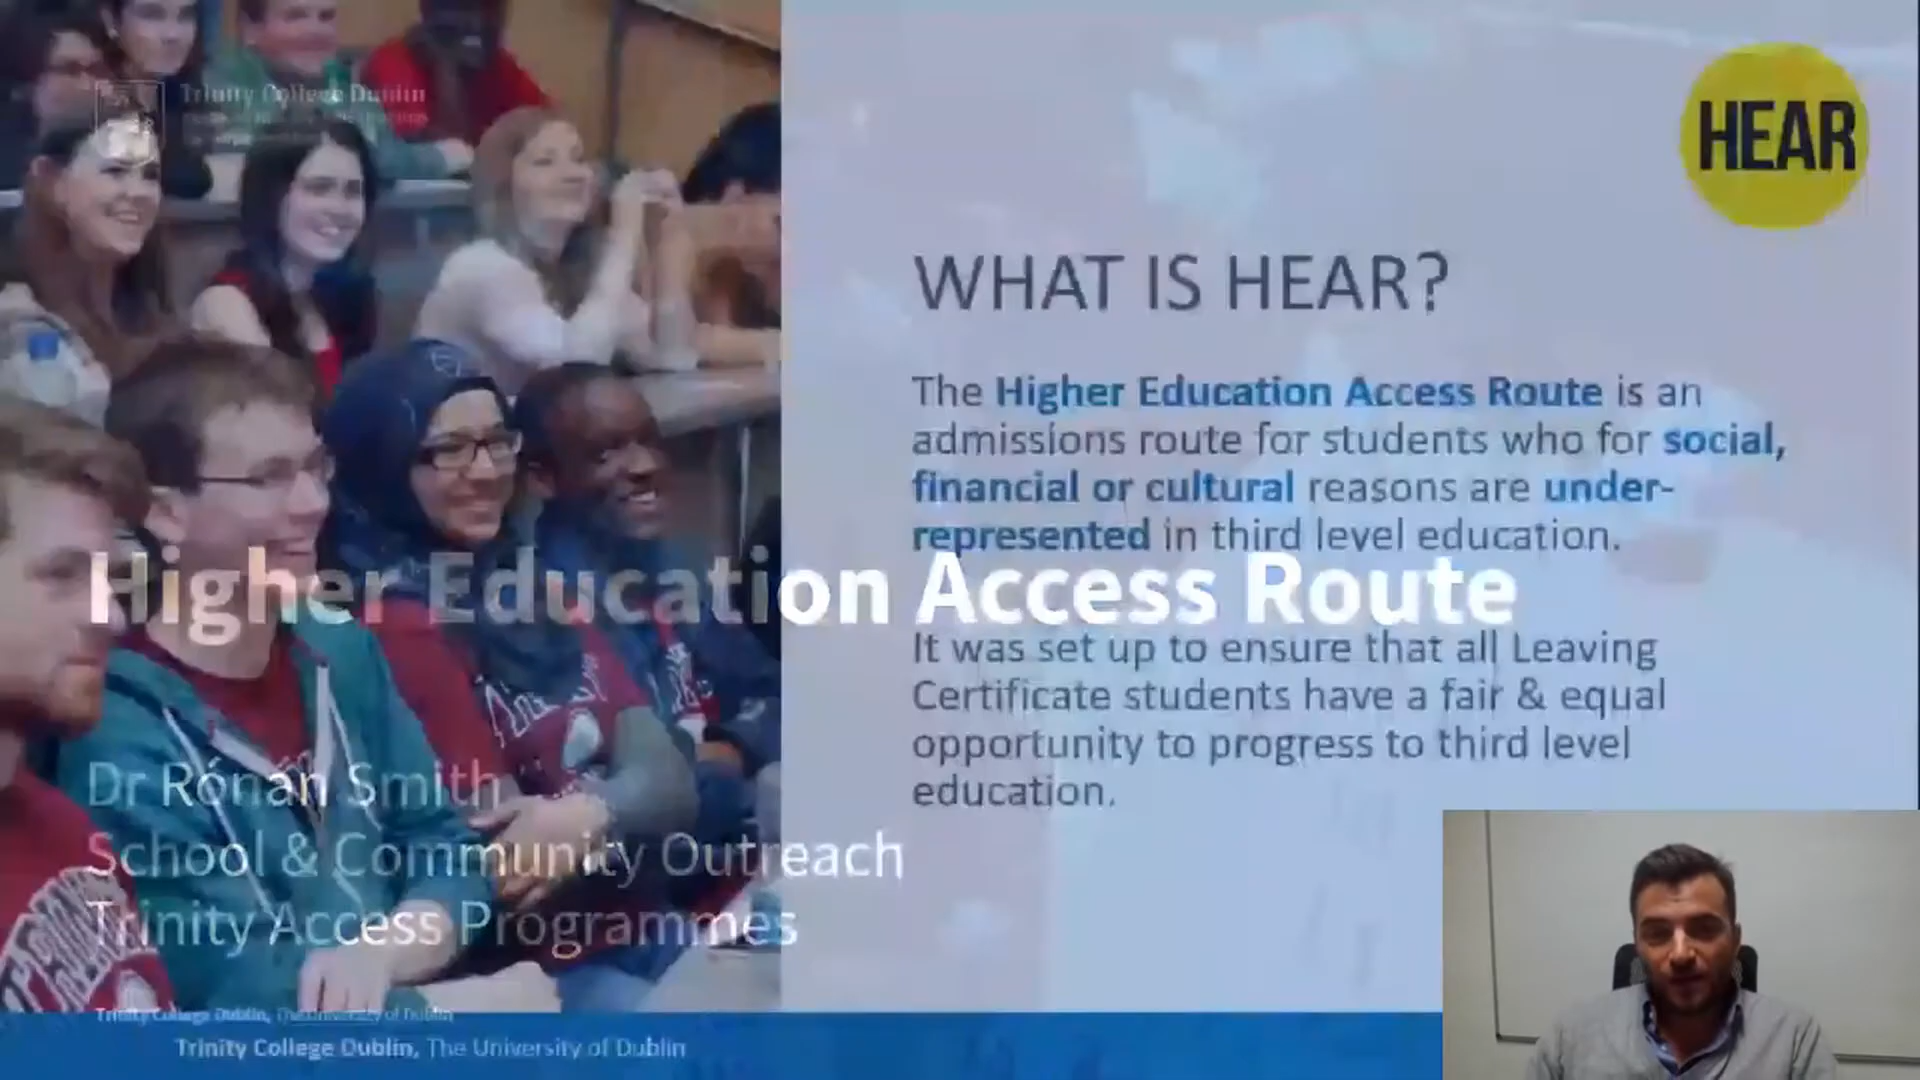 Trinity College Dublin
HEAR
WHAT IS HEAR?
The Higher Education Access Route is an
admissions route for students who for social,
financial or cultural reasons are under-
represented in third level education.
Higher Education Access Route
It was set up to ensure that all Leaving
Certificate students have a fair & equal
opportunity to progress to third level
education.
Dr Rónán Smith
School & Community Outreach
Trinity Access Programmes
Trinity College Dublin, The University of Dublin
Trinity College Dublin, The University of Dublin